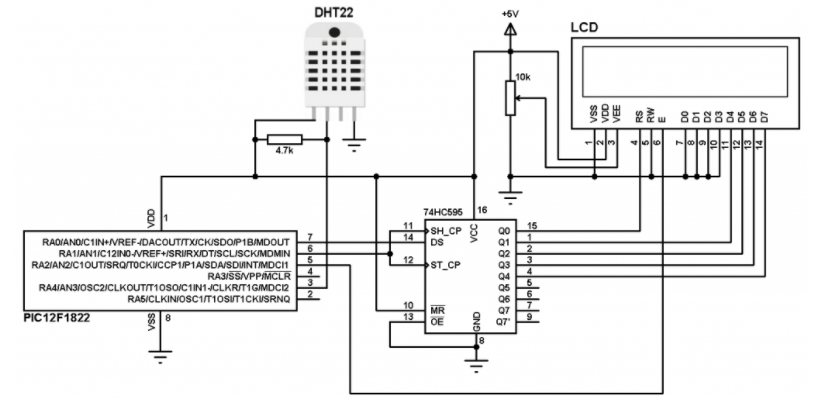 DHT22
+5V
LCD
10k
4.7k
VSS
VDD
VEE
RS
RW
E
D0
D1
D2
D3
D4
D5
D6
D7
1
2
3
4
5
6
7
8
9
10
11
12
13
14
VDD
1
RA0/AN0/C1IN+/VREF-/DACOUT/TX/CK/SDO/P1B/MDOUT 7
RA1/AN1/C12IN0-/VREF+/SRI/RX/DT/SCL/SCK/MDMIN 6
RA2/AN2/C1OUT/SRQ/T0CKI/CCP1/P1A/SDA/SDI/INT/MDCI1 5
RA3/SS/VPP/MCLR 4
RA4/AN3/OSC2/CLKOUT/T1OSO/C1IN1-/CLKR/T1G/MDCI2 3
RA5/CLKIN/OSC1/T1OSI/T1CKI/SRNQ 2
PIC12F1822
VSS
8
74HC595
16
VCC
11 SH_CP
14 DS
12 ST_CP
10 MR
13 OE
GND
8
Q0 15
Q1 1
Q2 2
Q3 3
Q4 4
Q5 5
Q6 6
Q7 7
Q7' 9